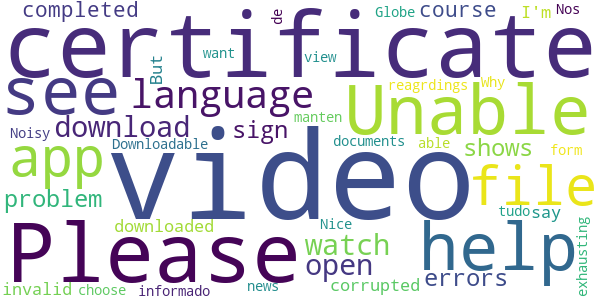 completed de Globe course I'm Nos
certificate
see But want view
language Unable reagrdings Why
Noisy download sign documents able form
app Downloadable manten shows
video
problem file
Please help tudo say
downloaded Nice watch
open errors exhausting
invalid choose informado news corrupted